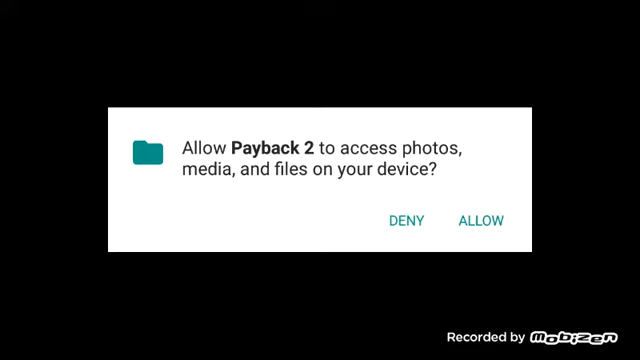 Allow Payback 2 to access photos,
media, and files on your device?
DENY ALLOW
Recorded by mobizen